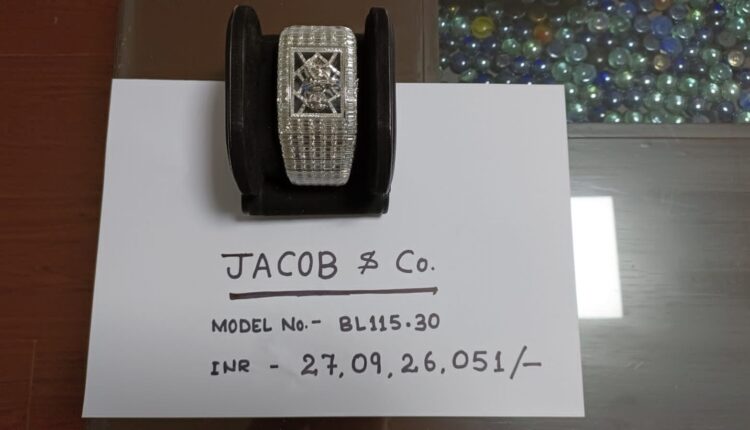 JACOB & Co.
MODEL No.- BL115.30
INR - 27,09,26,051/-